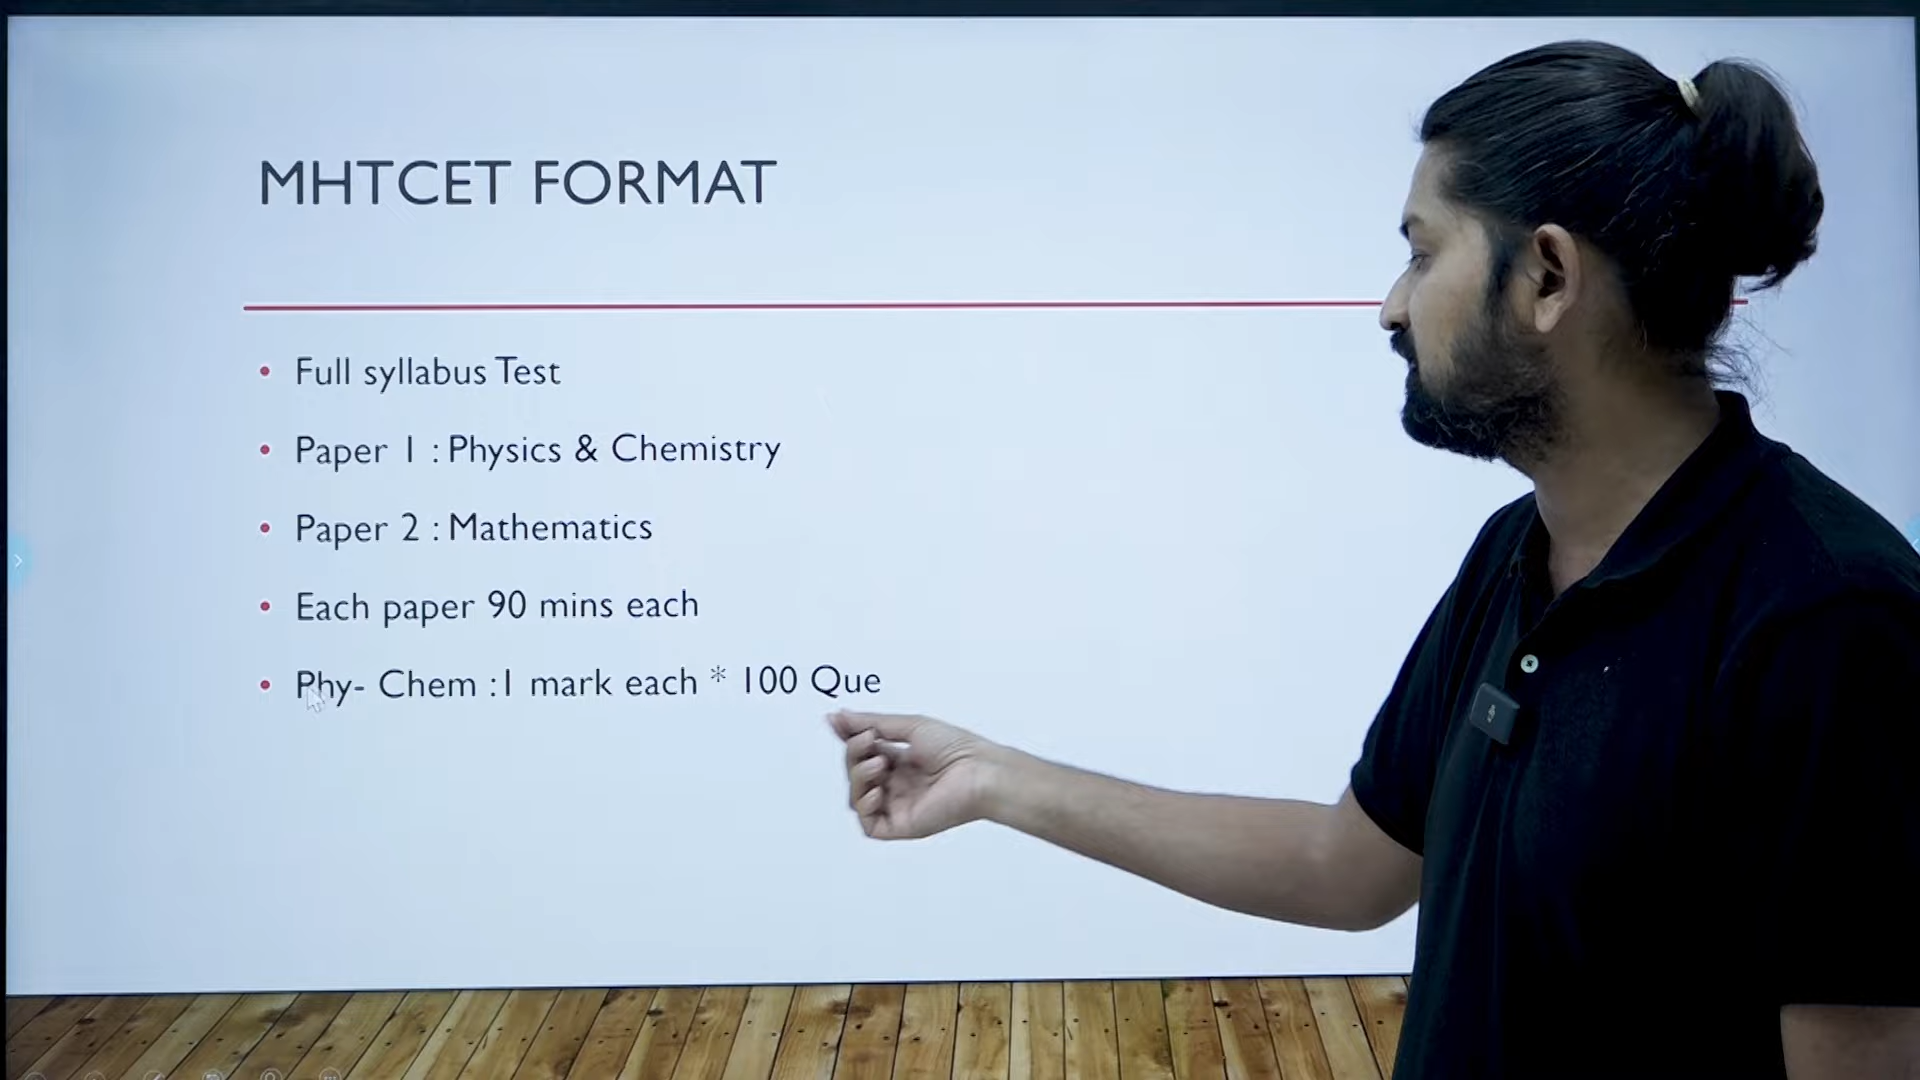 MHTCET FORMAT
• Full syllabus Test
• Paper 1 : Physics & Chemistry
• Paper 2 : Mathematics
• Each paper 90 mins each
• Phy- Chem :1 mark each * 100 Que